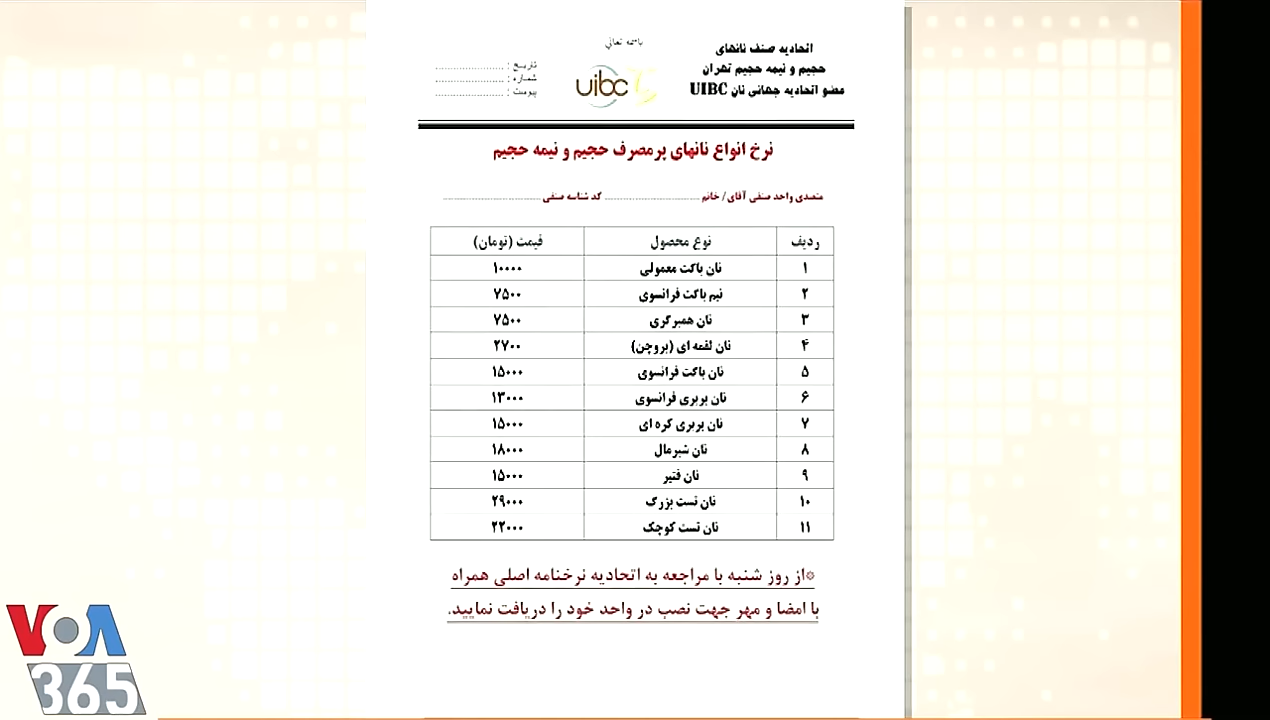 باسمه تعالي
اتحادیه صنف نانهای
حجیم و نیمه حجیم تهران
عضو اتحادیه جهانی نان UIBC
uibc
تاریخ : ......................
شماره : ......................
پیوست : ......................
نرخ انواع نانهای پرمصرف حجیم و نیمه حجیم
متصدی واحد صنفی آقای/ خانم ................................ کد شناسه صنفی ................................
ردیف نوع محصول قیمت (تومان)
۱ نان باکت معمولی ۱۰۰۰۰
۲ نیم باکت فرانسوی ۷۵۰۰
۳ نان همبرگری ۷۵۰۰
۴ نان لقمه ای (بروچن) ۲۷۰۰
۵ نان باکت فرانسوی ۱۵۰۰۰
۶ نان بربری فرانسوی ۱۳۰۰۰
۷ نان بربری کره ای ۱۵۰۰۰
۸ نان شیرمال ۱۸۰۰۰
۹ نان فتیر ۱۵۰۰۰
۱۰ نان تست بزرگ ۲۹۰۰۰
۱۱ نان تست کوچک ۲۲۰۰۰
*از روز شنبه با مراجعه به اتحادیه نرخنامه اصلی همراه
با امضا و مهر جهت نصب در واحد خود را دریافت نمایید.
VOA
365